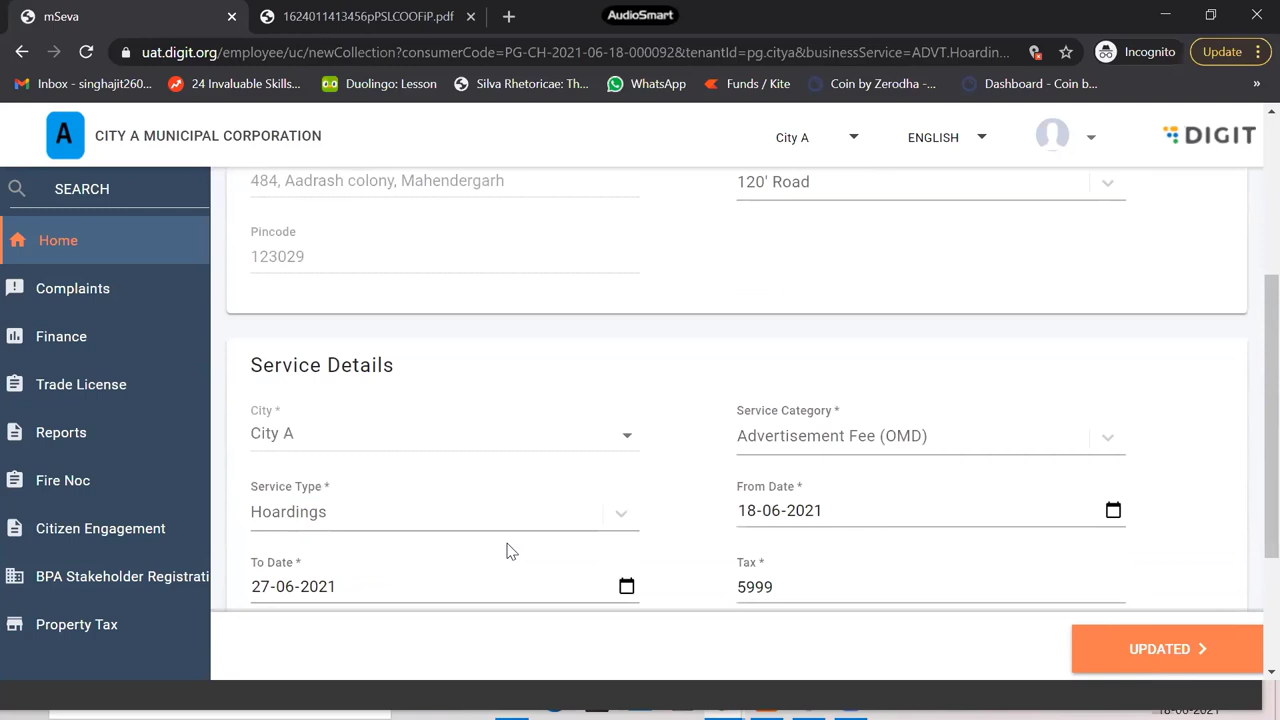 mSeva
1624011413456pPSLCOOFiP.pdf
AudioSmart
uat.digit.org/employee/uc/newCollection?consumerCode=PG-CH-2021-06-18-000092&tenantId=pg.citya&businessService=ADVT.Hoardin...
Incognito
Update
Inbox - singhajit260...
24 Invaluable Skills...
Duolingo: Lesson
Silva Rhetoricae: Th...
WhatsApp
Funds / Kite
Coin by Zerodha -...
Dashboard - Coin b...
»
A
CITY A MUNICIPAL CORPORATION
City A
ENGLISH
DIGIT
SEARCH
Home
Complaints
Finance
Trade License
Reports
Fire Noc
Citizen Engagement
BPA Stakeholder Registrati
Property Tax
484, Aadrash colony, Mahendergarh
120' Road
Pincode
123029
Service Details
City *
City A
Service Category *
Advertisement Fee (OMD)
Service Type *
Hoardings
From Date *
18-06-2021
To Date *
27-06-2021
Tax *
5999
UPDATED
18-06-2021